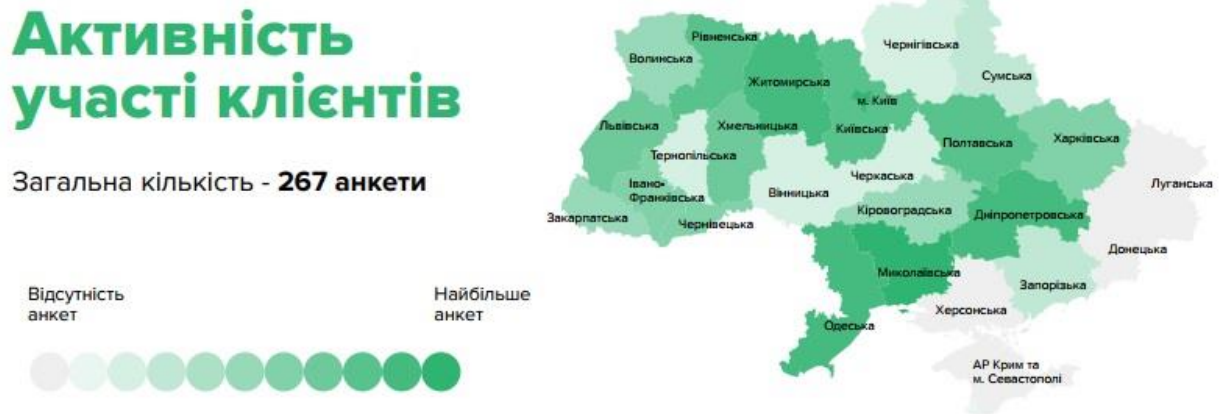 Активність
участі клієнтів
Загальна кількість - 267 анкети
Відсутність
анкет
Найбільше
анкет
Волинська
Рівненська
Житомирська
Чернігівська
Сумська
м. Київ
Київська
Львівська
Хмельницька
Тернопільська
Полтавська
Харківська
Луганська
Івано-
Франківська
Вінницька
Черкаська
Закарпатська
Чернівецька
Кіровоградська
Дніпропетровська
Донецька
Миколаївська
Запорізька
Херсонська
Одеська
АР Крим та
м. Севастополі